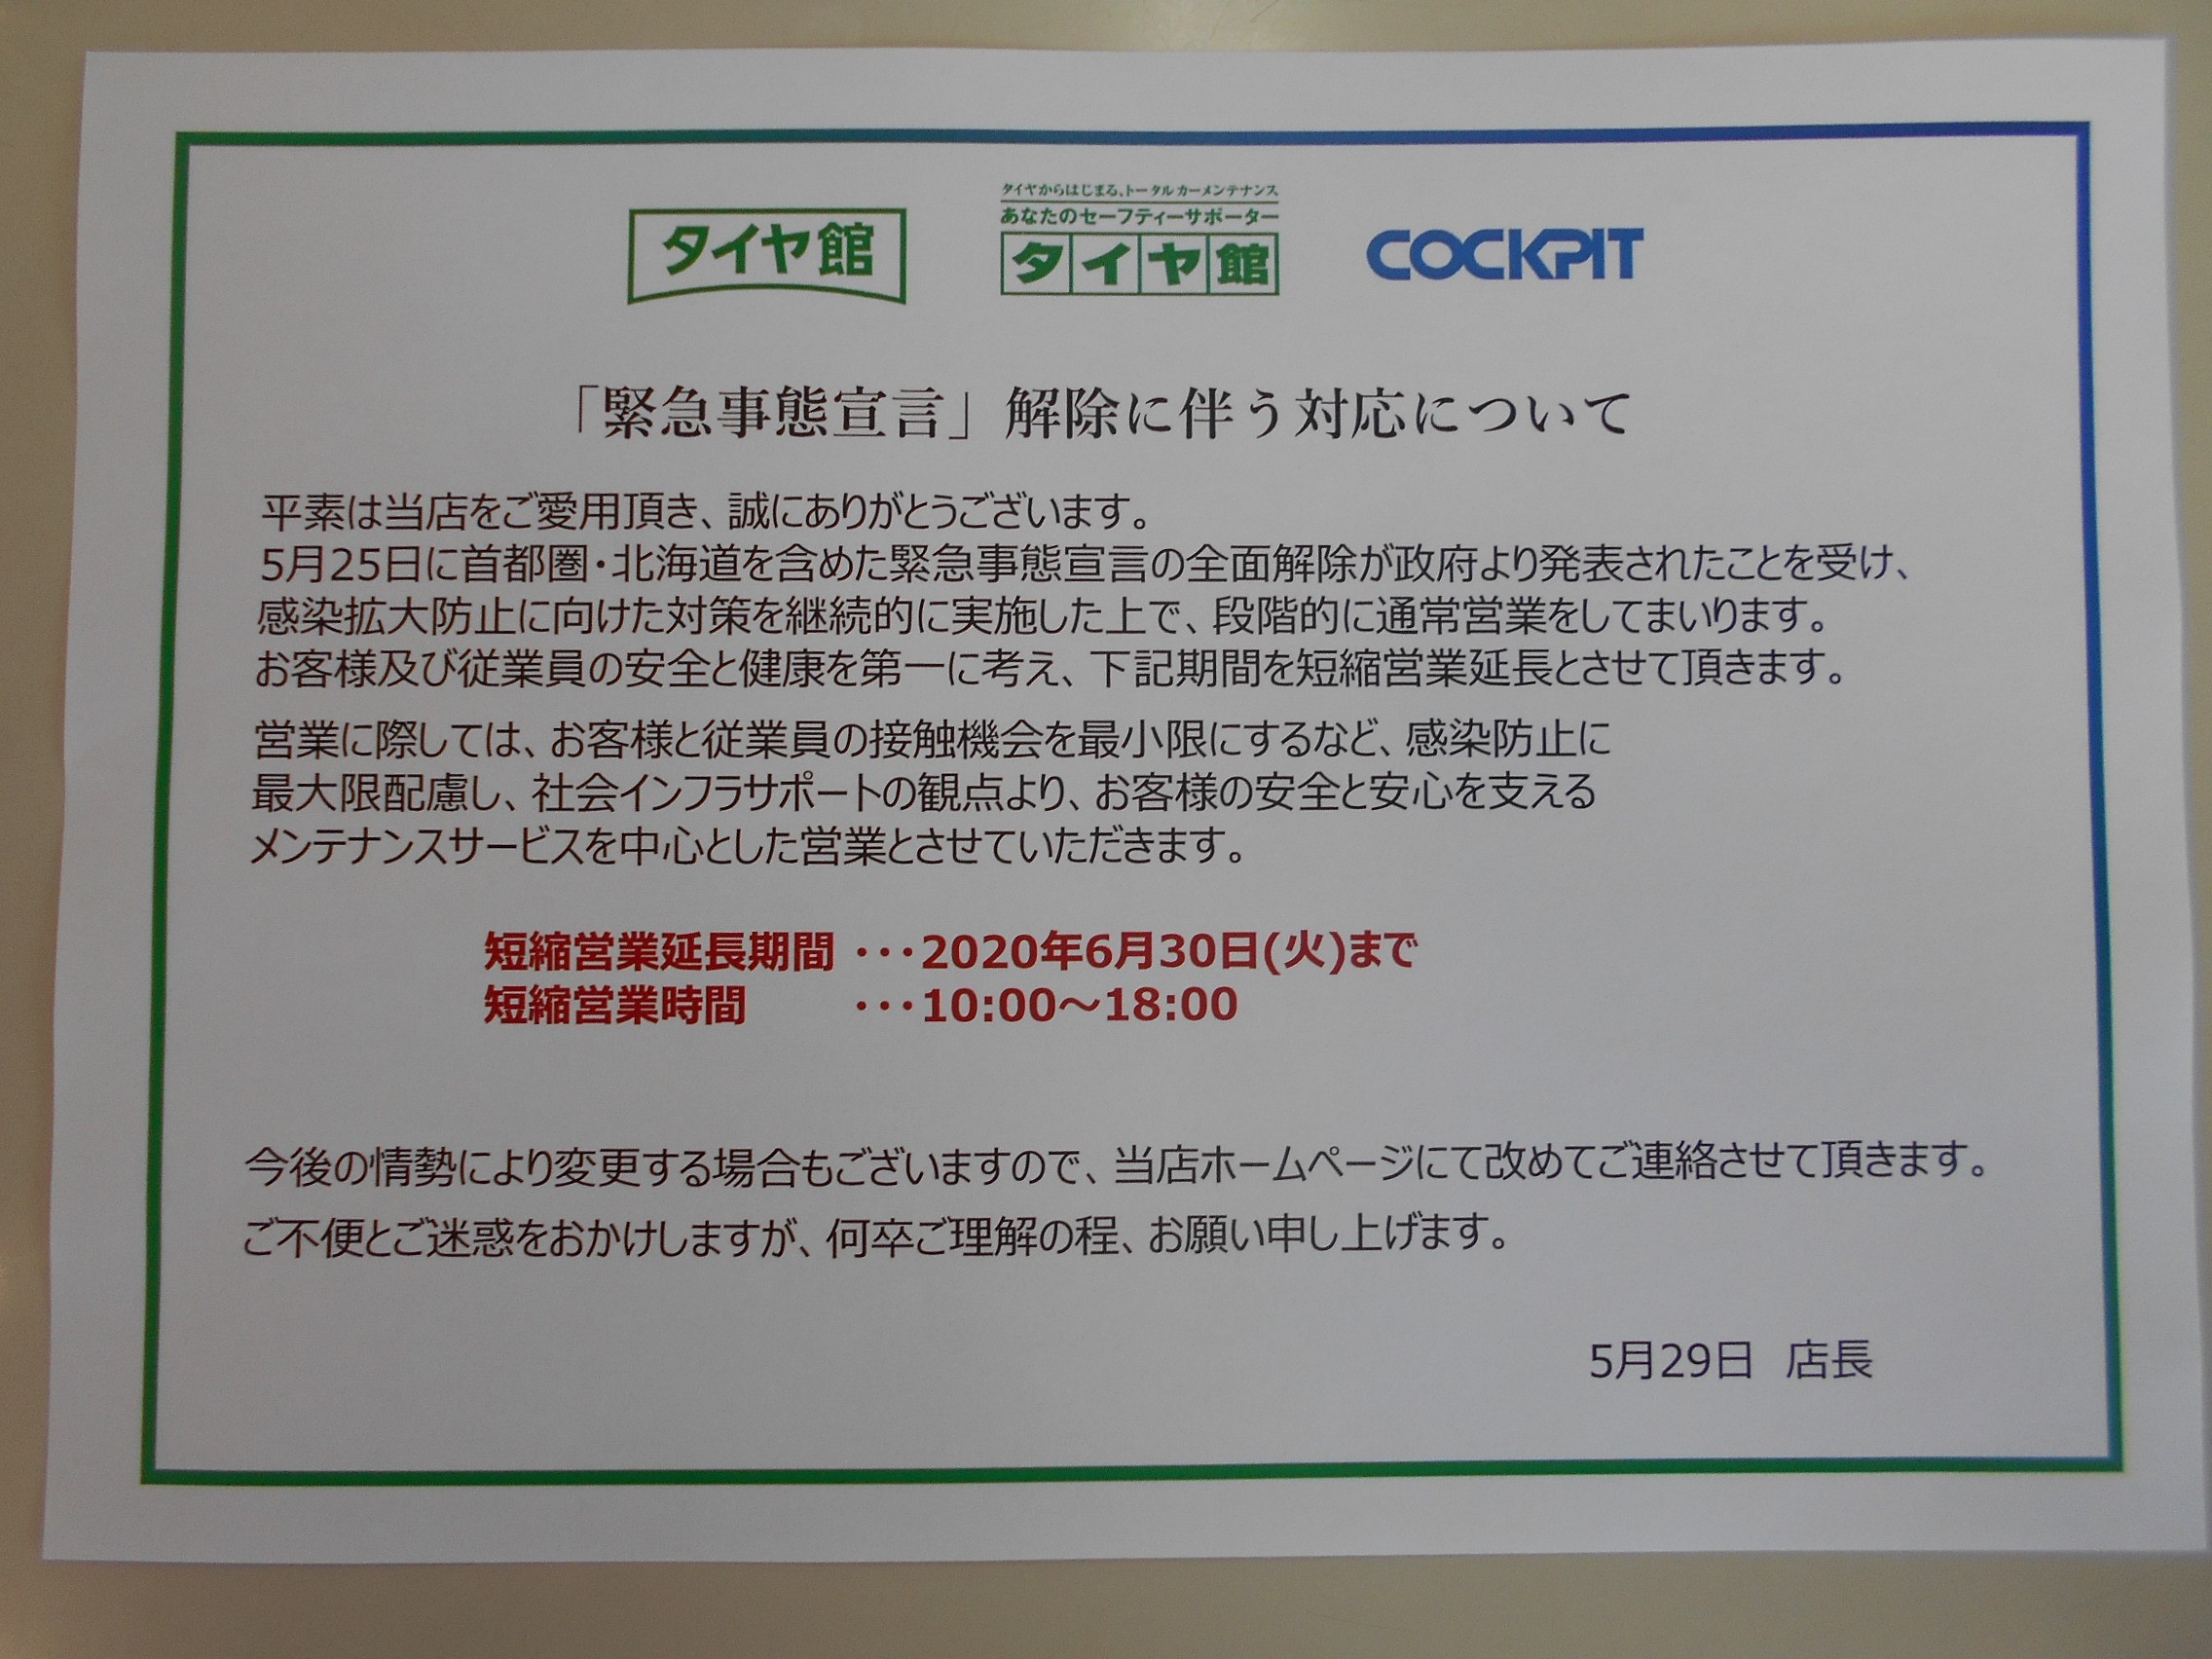 タイヤ館
タイヤからはじまる、トータルカーメンテナンス
あなたのセーフティーサポーター
タイヤ館
COCKPIT
「緊急事態宣言」解除に伴う対応について
平素は当店をご愛用頂き、誠にありがとうございます。
5月25日に首都圏・北海道を含めた緊急事態宣言の全面解除が政府より発表されたことを受け、
感染拡大防止に向けた対策を継続的に実施した上で、段階的に通常営業をしてまいります。
お客様及び従業員の安全と健康を第一に考え、下記期間を短縮営業延長とさせて頂きます。
営業に際しては、お客様と従業員の接触機会を最小限にするなど、感染防止に
最大限配慮し、社会インフラサポートの観点より、お客様の安全と安心を支える
メンテナンスサービスを中心とした営業とさせていただきます。
短縮営業延長期間 ・・・2020年6月30日(火)まで
短縮営業時間 ・・・10:00～18:00
今後の情勢により変更する場合もございますので、当店ホームページにて改めてご連絡させて頂きます。
ご不便とご迷惑をおかけしますが、何卒ご理解の程、お願い申し上げます。
5月29日 店長